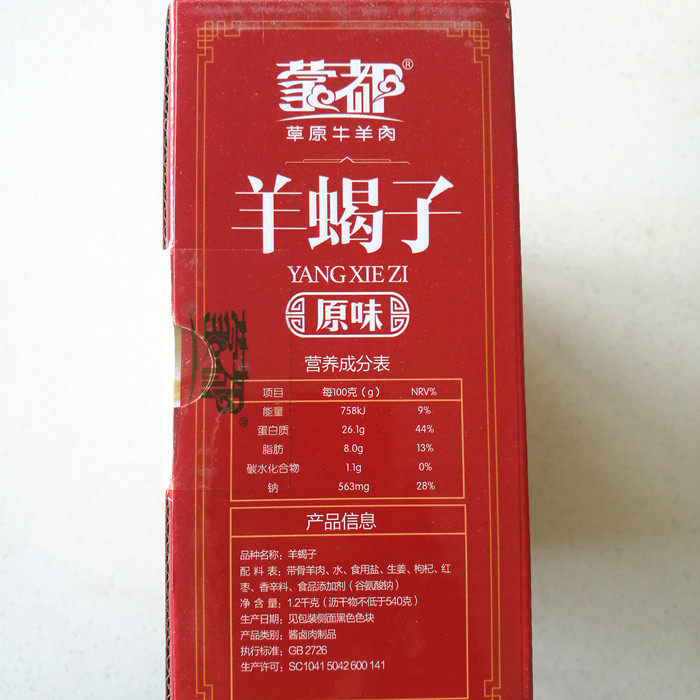 蒙都®
草原牛羊肉
羊蝎子
YANG XIE ZI
原味
蒙都®
营养成分表
项目 每100克（g） NRV%
能量 758kJ 9%
蛋白质 26.1g 44%
脂肪 8.0g 13%
碳水化合物 1.1g 0%
钠 563mg 28%
产品信息
品种名称：羊蝎子
配 料 表：带骨羊肉、水、食用盐、生姜、枸杞、红
枣、香辛料、食品添加剂（谷氨酸钠）
净 含 量：1.2千克（沥干物不低于540克）
生产日期：见包装侧面黑色色块
产品类别：酱卤肉制品
执行标准：GB 2726
生产许可：SC1041 5042 600 141